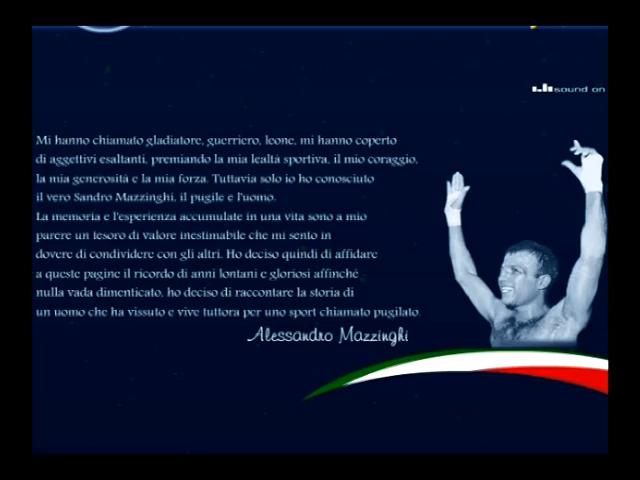 sound on
Mi hanno chiamato gladiatore, guerriero, leone, mi hanno coperto
di aggettivi esaltanti, premiando la mia lealtà sportiva, il mio coraggio,
la mia generosità e la mia forza. Tuttavia solo io ho conosciuto
il vero Sandro Mazzinghi, il pugile e l'uomo.
La memoria e l'esperienza accumulate in una vita sono a mio
parere un tesoro di valore inestimabile che mi sento in
dovere di condividere con gli altri. Ho deciso quindi di affidare
a queste pagine il ricordo di anni lontani e gloriosi affinché
nulla vada dimenticato, ho deciso di raccontare la storia di
un uomo che ha vissuto e vive tuttora per uno sport chiamato pugilato.
Alessandro Mazzinghi